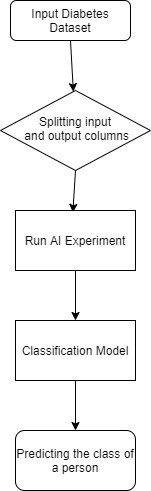 Input Diabetes
Dataset
Splitting input
and output columns
Run AI Experiment
Classification Model
Predicting the class of
a person